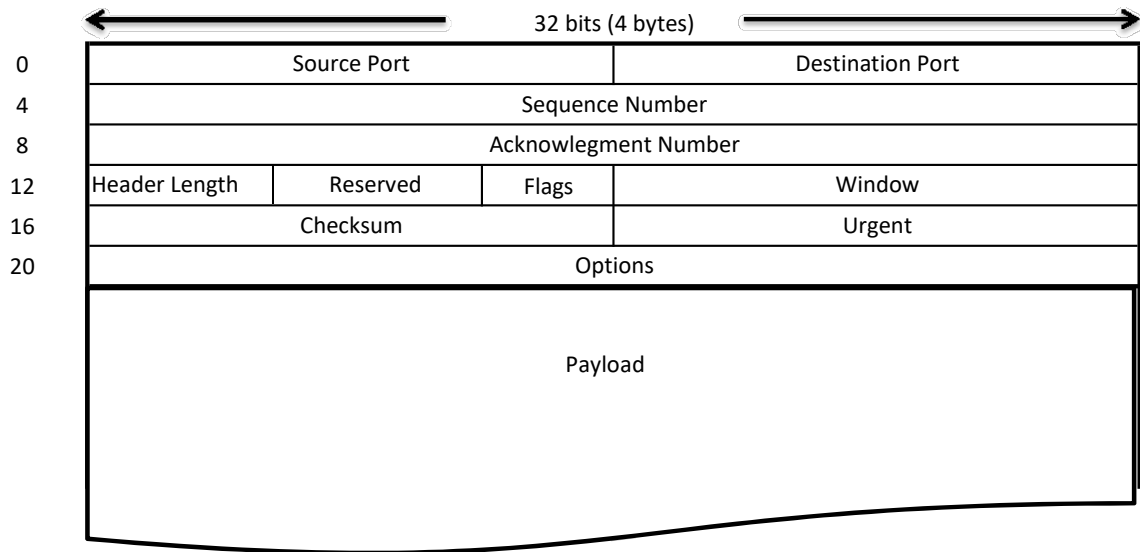 32 bits (4 bytes)
0 Source Port Destination Port
4 Sequence Number
8 Acknowlegment Number
12 Header Length Reserved Flags Window
16 Checksum Urgent
20 Options
Payload